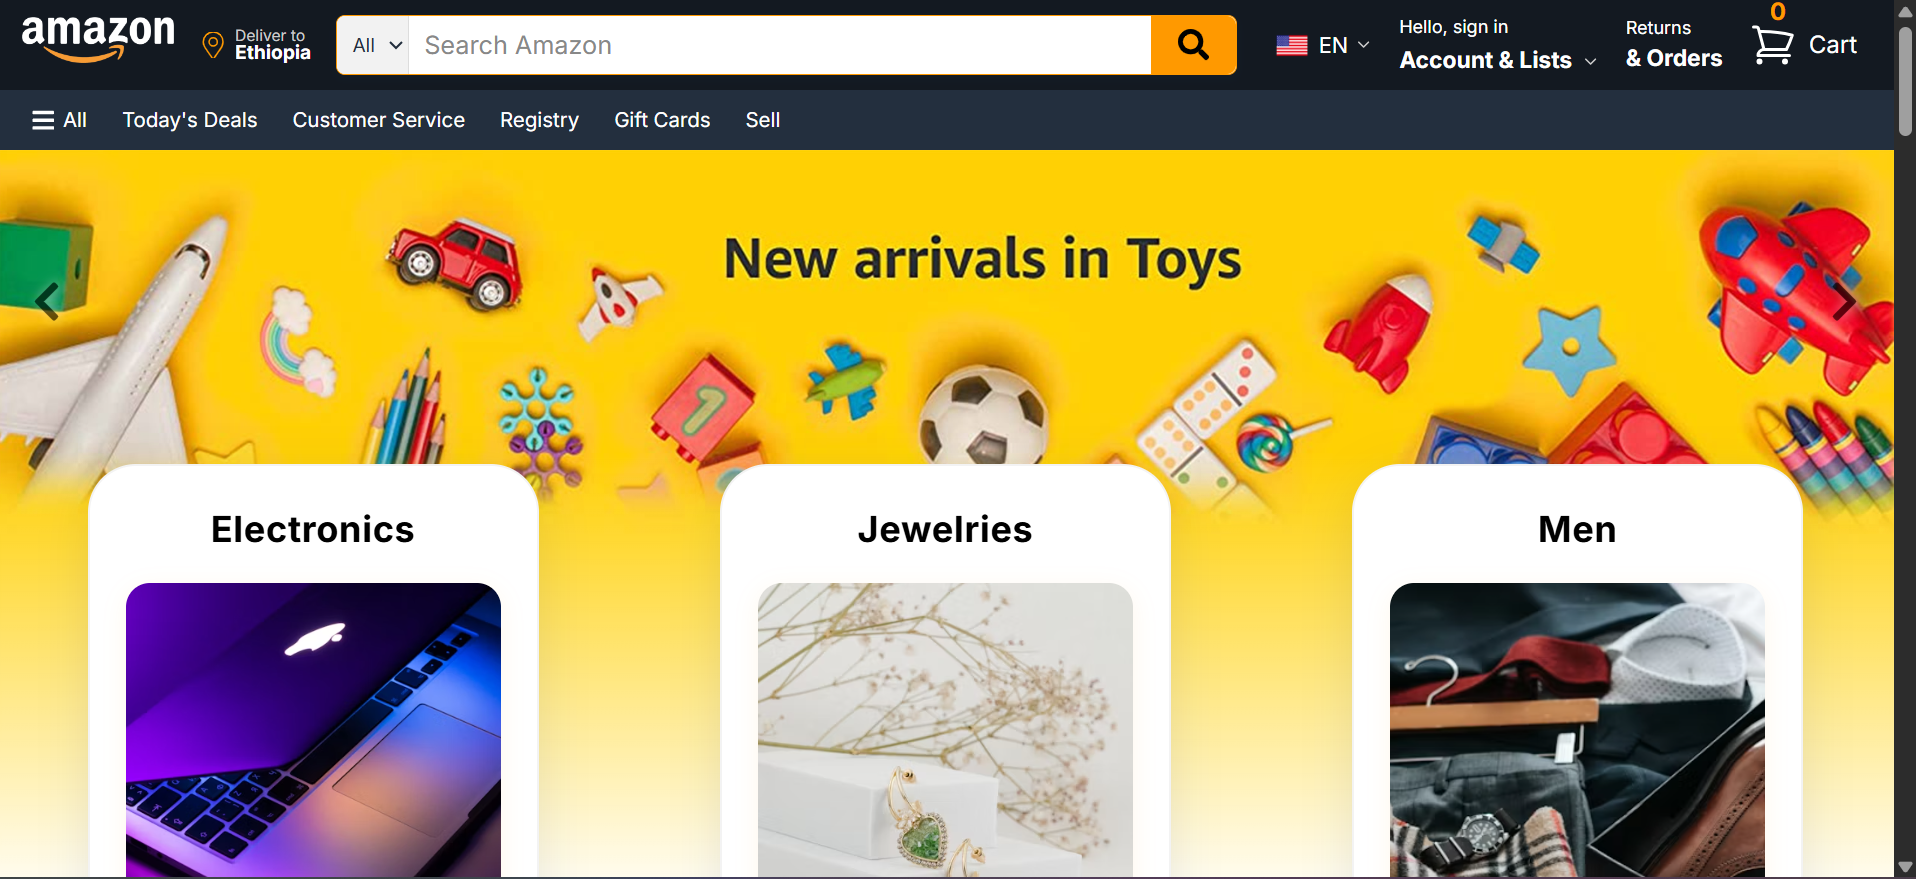 amazon
Deliver to
Ethiopia
All
Search Amazon
EN
Hello, sign in
Account & Lists
Returns
& Orders
0
Cart
All
Today's Deals
Customer Service
Registry
Gift Cards
Sell
New arrivals in Toys
1
Electronics
Jewelries
Men